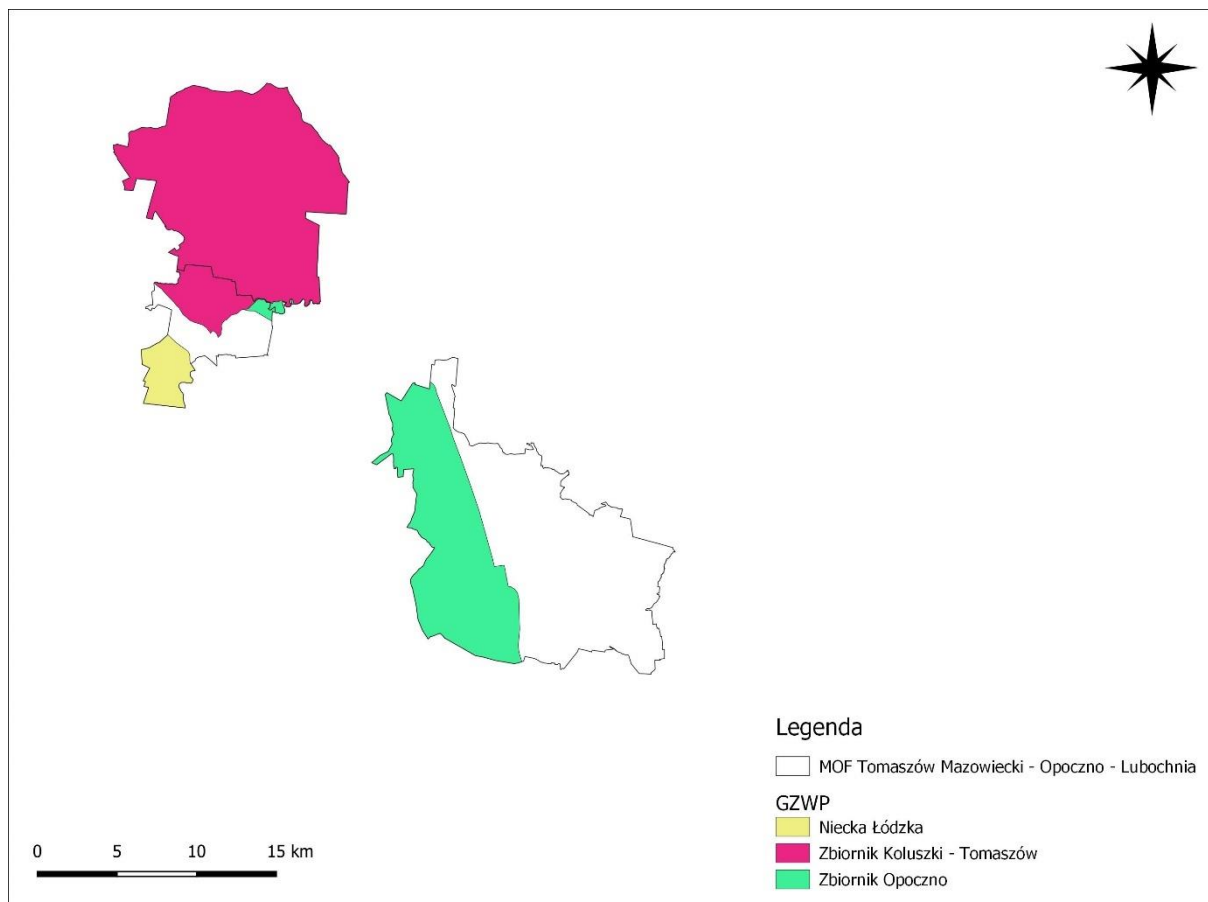 Legenda
MOF Tomaszów Mazowiecki - Opoczno - Lubochnia
GZWP
Niecka Łódzka
Zbiornik Koluszki - Tomaszów
Zbiornik Opoczno
0 5 10 15 km